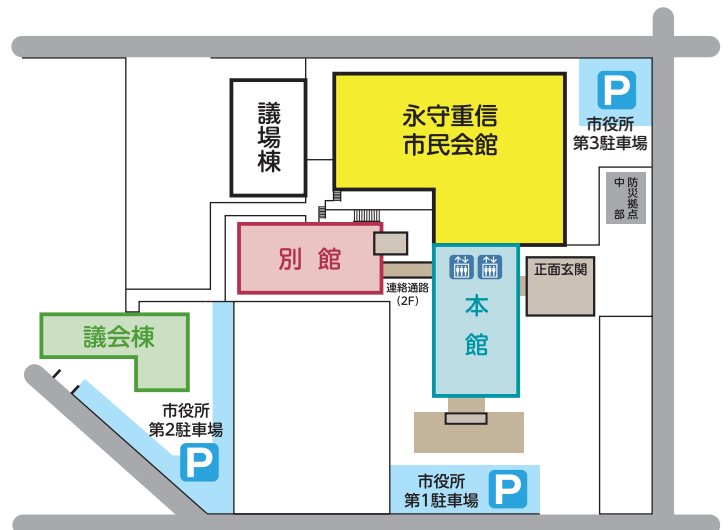 議場棟
永守重信
市民会館
P
市役所
第3駐車場
防災拠点
中部
別館
連絡通路
(2F)
正面玄関
本館
議会棟
市役所
第2駐車場
P
市役所
第1駐車場
P